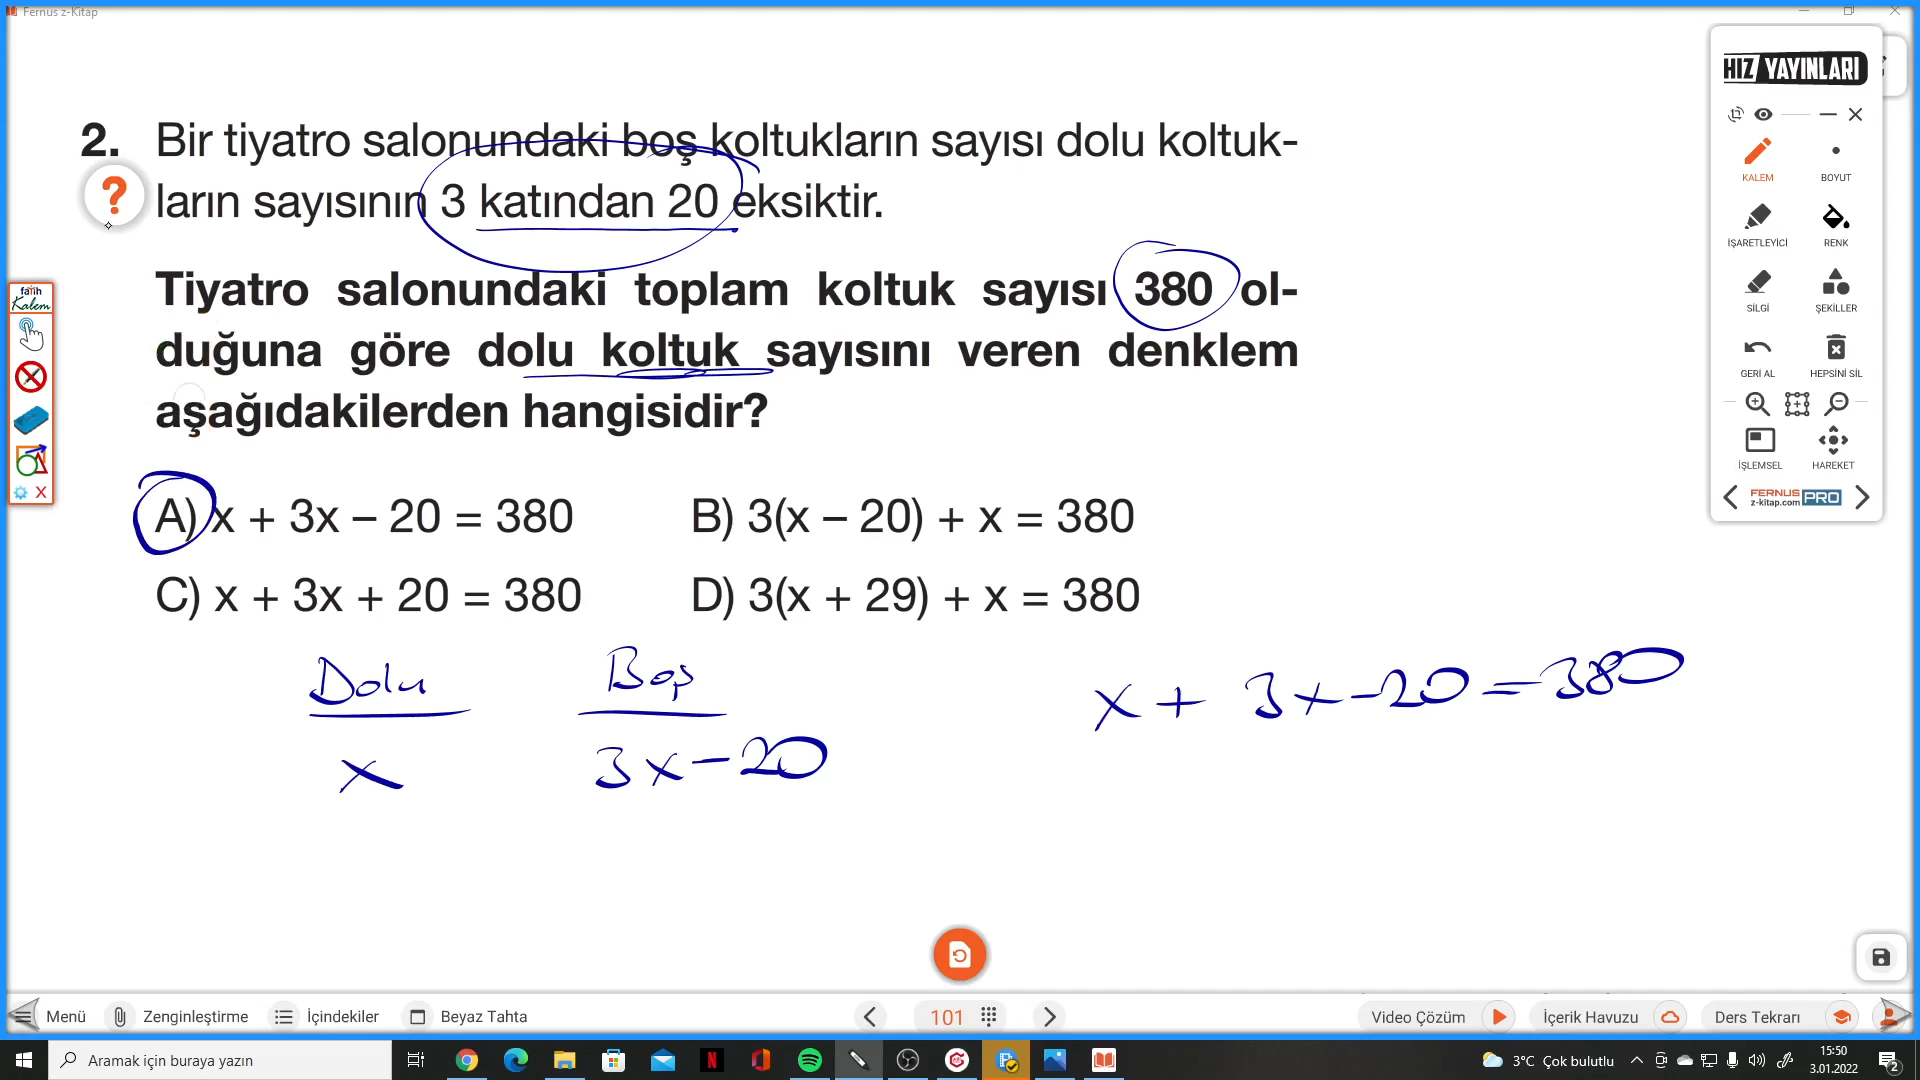 Fernus z-Kitap
HIZ YAYINLARI
2. Bir tiyatro salonundaki boş koltukların sayısı dolu koltuk-
ların sayısının 3 katından 20 eksiktir.
Tiyatro salonundaki toplam koltuk sayısı 380 ol-
duğuna göre dolu koltuk sayısını veren denklem
aşağıdakilerden hangisidir?
A) x + 3x – 20 = 380 B) 3(x – 20) + x = 380
C) x + 3x + 20 = 380 D) 3(x + 29) + x = 380
Dolu Boş
x 3x-20
x + 3x-20=380
fatih
Kalem
KALEM BOYUT
İŞARETLEYİCİ RENK
SİLGİ ŞEKİLLER
GERİ AL HEPSİNİ SİL
İŞLEMSEL HAREKET
FERNUS PRO
z-kitap.com
Menü Zenginleştirme İçindekiler Beyaz Tahta 101 Video Çözüm İçerik Havuzu Ders Tekrarı
Aramak için buraya yazın 3°C Çok bulutlu 15:50
3.01.2022 2